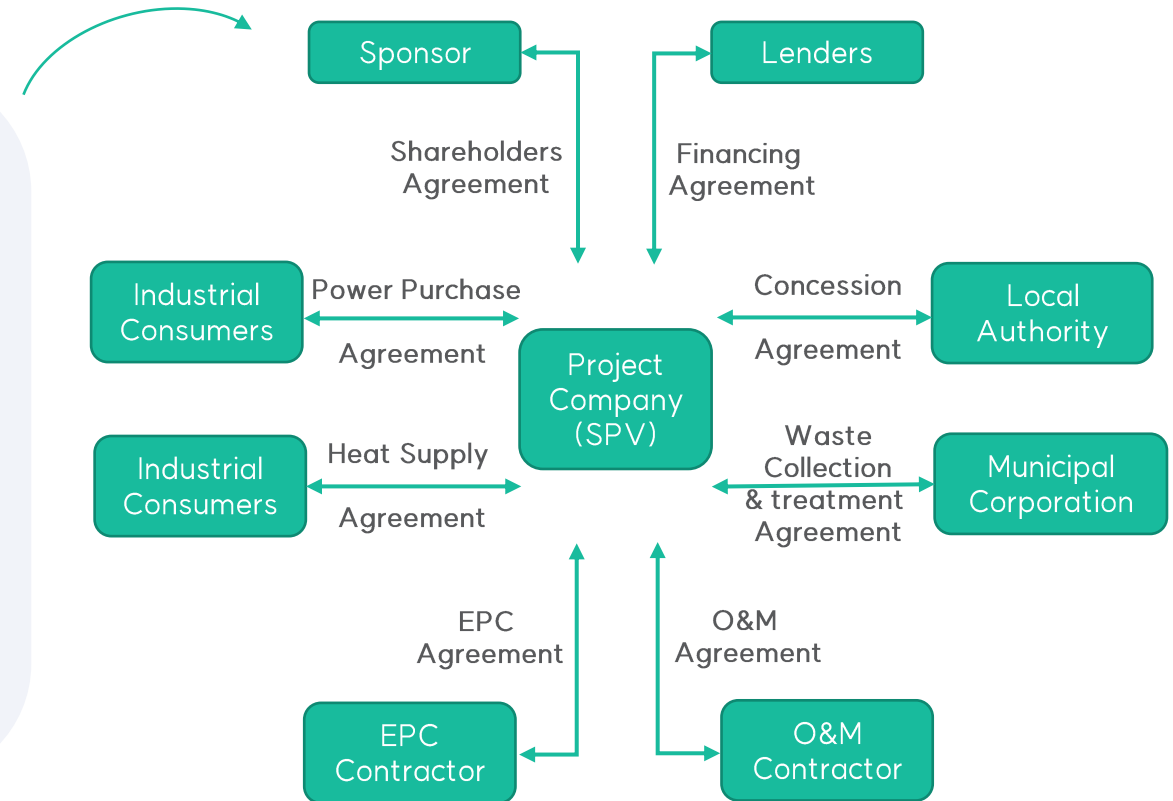 Sponsor
Lenders
Shareholders
Agreement
Financing
Agreement
Industrial
Consumers
Power Purchase
Agreement
Concession
Agreement
Local
Authority
Project
Company
(SPV)
Industrial
Consumers
Heat Supply
Agreement
Waste
Collection
& treatment
Agreement
Municipal
Corporation
EPC
Agreement
O&M
Agreement
EPC
Contractor
O&M
Contractor